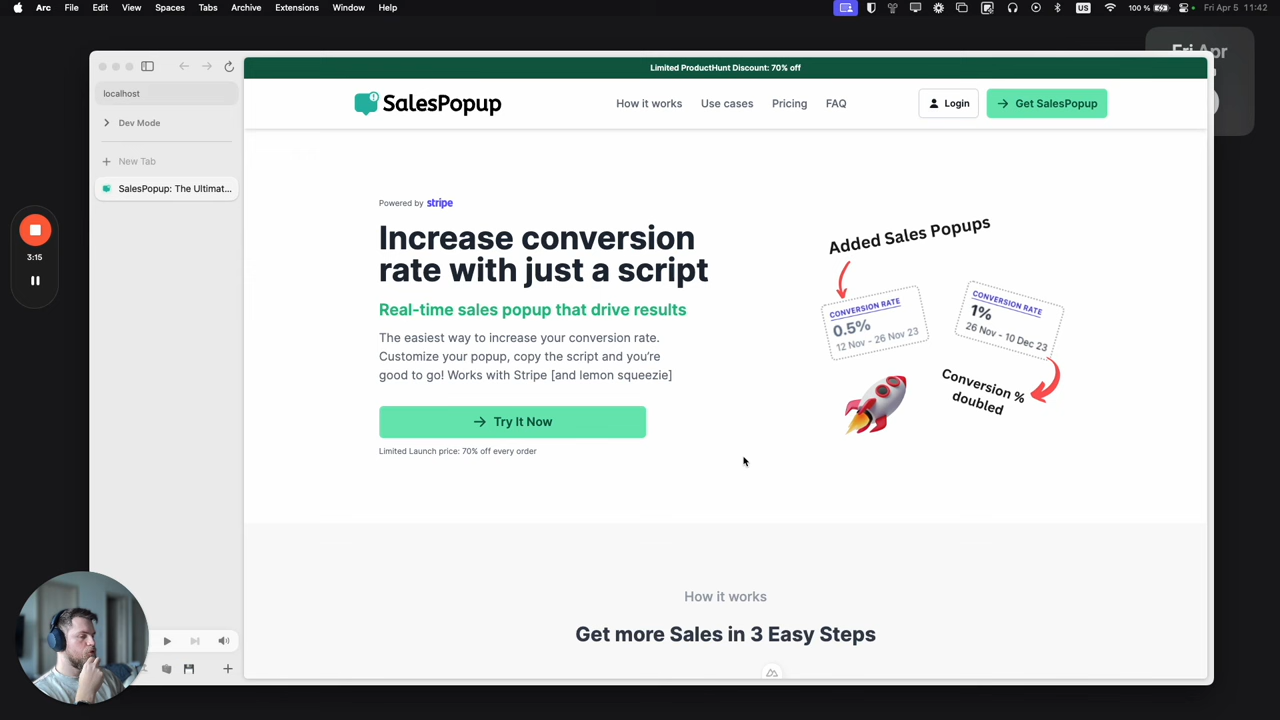 Arc File Edit View Spaces Tabs Archive Extensions Window Help
US 100 % Fri Apr 5 11:42
Fri Apr
localhost
Dev Mode
New Tab
SalesPopup: The Ultimat...
3:15
Limited ProductHunt Discount: 70% off
SalesPopup
How it works Use cases Pricing FAQ
Login
Get SalesPopup
Powered by stripe
Increase conversion
rate with just a script
Real-time sales popup that drive results
The easiest way to increase your conversion rate.
Customize your popup, copy the script and you're
good to go! Works with Stripe [and lemon squeezie]
Try It Now
Limited Launch price: 70% off every order
Added Sales Popups
CONVERSION RATE
0.5%
12 Nov - 26 Nov 23
CONVERSION RATE
1%
26 Nov - 10 Dec 23
Conversion %
doubled
How it works
Get more Sales in 3 Easy Steps